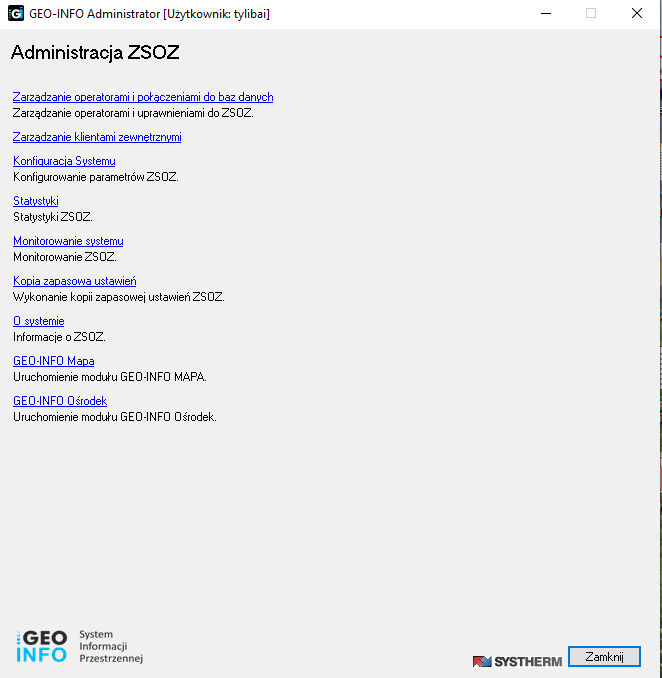 GEO-INFO Administrator [Użytkownik: tylibai]
Administracja ZSOZ
Zarządzanie operatorami i połączeniami do baz danych
Zarządzanie operatorami i uprawnieniami do ZSOZ.
Zarządzanie klientami zewnętrznymi
Konfiguracja Systemu
Konfigurowanie parametrów ZSOZ.
Statystyki
Statystyki ZSOZ.
Monitorowanie systemu
Monitorowanie ZSOZ.
Kopia zapasowa ustawień
Wykonanie kopii zapasowej ustawień ZSOZ.
O systemie
Informacje o ZSOZ.
GEO-INFO Mapa
Uruchomienie modułu GEO-INFO MAPA.
GEO-INFO Ośrodek
Uruchomienie modułu GEO-INFO Ośrodek.
GEO
INFO
System
Informacji
Przestrzennej
SYSTHERM
Zamknij